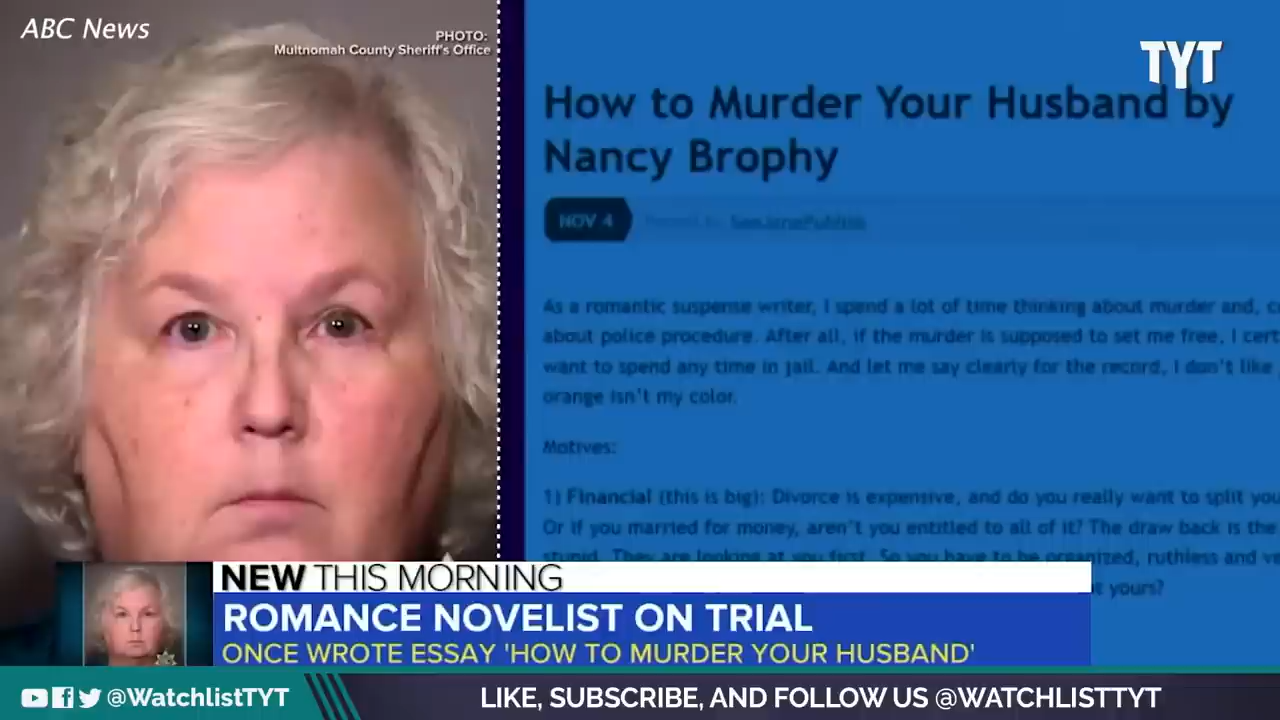 ABC News
PHOTO:
Multnomah County Sheriff's Office
TYT
How to Murder Your Husband by
Nancy Brophy
NOV 4
As a romantic suspense writer, I spend a lot of time thinking about murder and,
about police procedure. After all, if the murder is supposed to set me free, I
want to spend any time in jail. And let me say clearly for the record, I don't like
orange isn't my color.
Motives:
1) Financial (this is big): Divorce is expensive, and do you really want to split
Or if you married for money, aren't you entitled to all of it? The draw back is the
stupid. They are looking at you first. So you have to be organized, ruthless and
yours?
NEW THIS MORNING
ROMANCE NOVELIST ON TRIAL
ONCE WROTE ESSAY 'HOW TO MURDER YOUR HUSBAND'
@WatchlistTYT
LIKE, SUBSCRIBE, AND FOLLOW US @WATCHLISTTYT